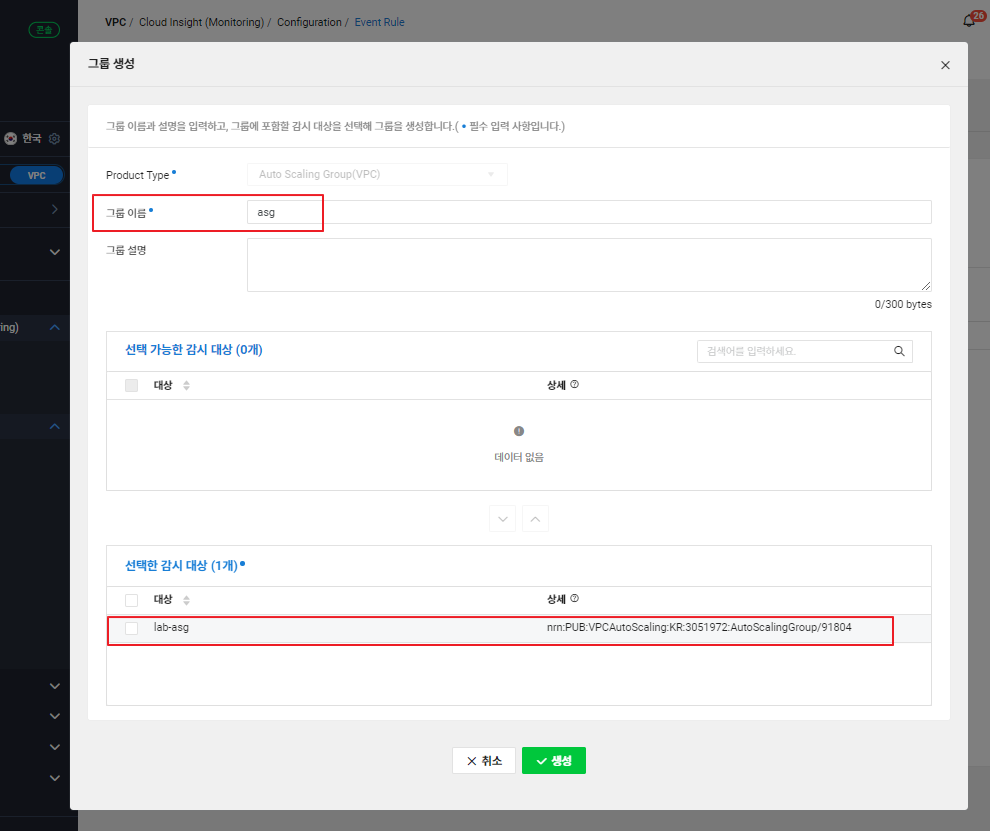 콘솔
VPC / Cloud Insight (Monitoring) / Configuration / Event Rule
26
그룹 생성
한국
VPC
ring)
그룹 이름과 설명을 입력하고, 그룹에 포함할 감시 대상을 선택해 그룹을 생성합니다.( • 필수 입력 사항입니다.)
Product Type •
Auto Scaling Group(VPC)
그룹 이름 •
asg
그룹 설명
0/300 bytes
선택 가능한 감시 대상 (0개)
검색어를 입력하세요.
대상 상세
데이터 없음
선택한 감시 대상 (1개) •
대상 상세
lab-asg nrn:PUB:VPCAutoScaling:KR:3051972:AutoScalingGroup/91804
취소 생성